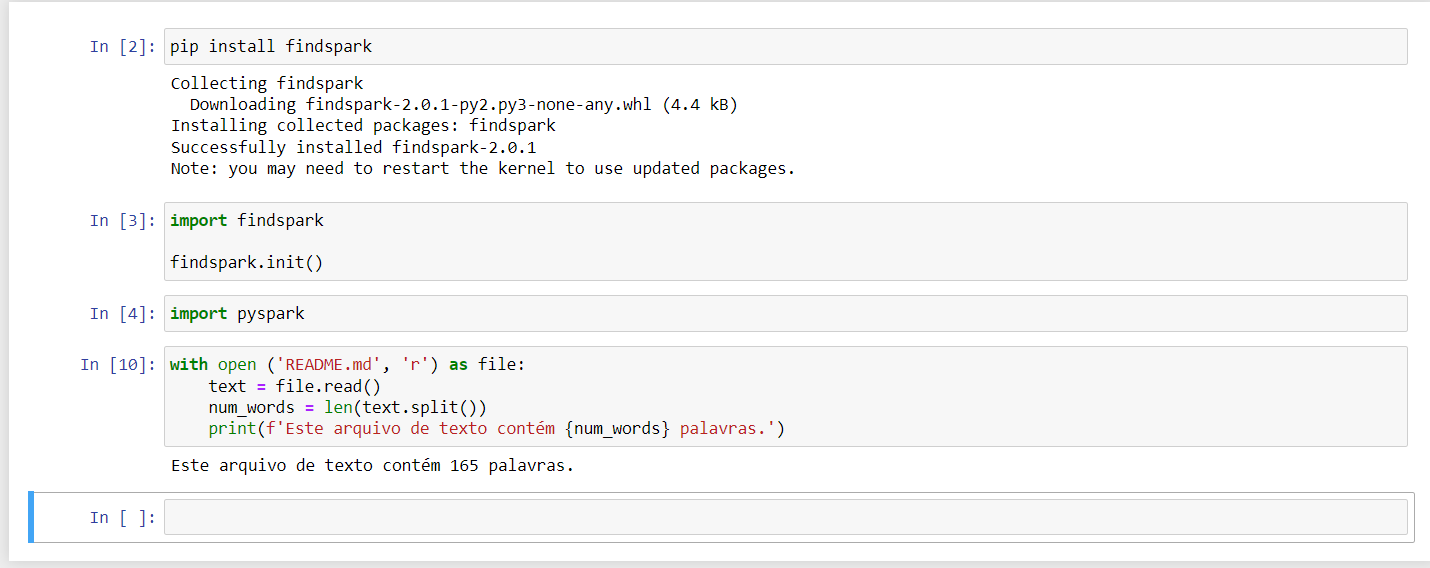 In [2]: pip install findspark
Collecting findspark
  Downloading findspark-2.0.1-py2.py3-none-any.whl (4.4 kB)
Installing collected packages: findspark
Successfully installed findspark-2.0.1
Note: you may need to restart the kernel to use updated packages.
In [3]: import findspark
findspark.init()
In [4]: import pyspark
In [10]: with open ('README.md', 'r') as file:
    text = file.read()
    num_words = len(text.split())
    print(f'Este arquivo de texto contém {num_words} palavras.')
Este arquivo de texto contém 165 palavras.
In [ ]: